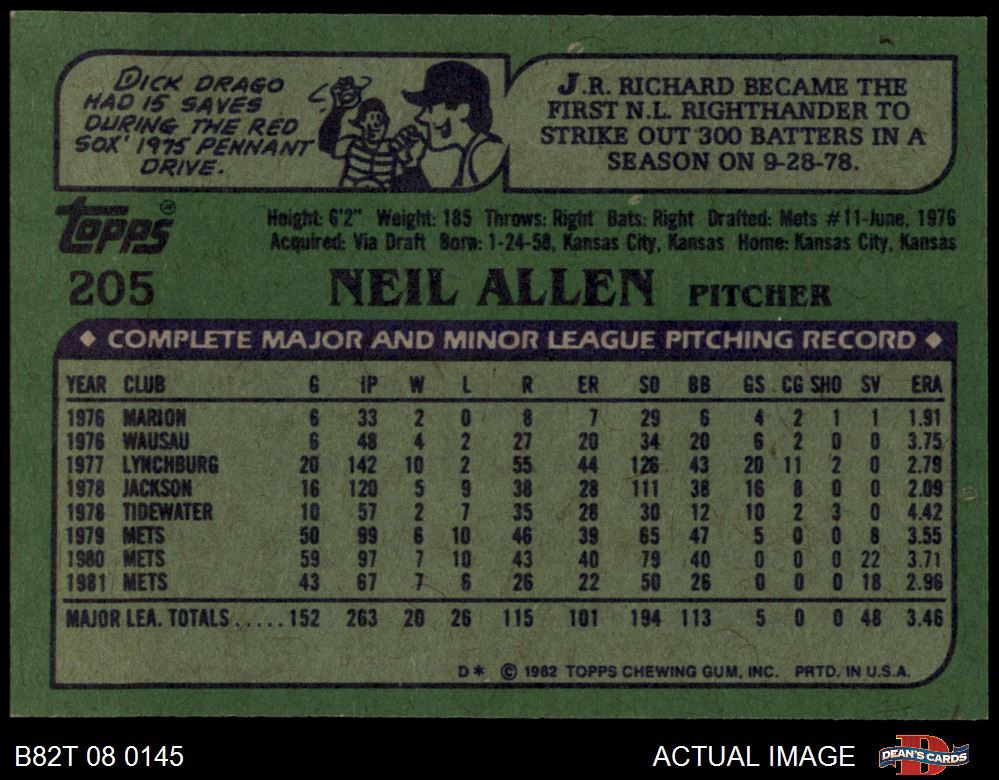 DICK DRAGO
HAD 15 SAVES
DURING THE RED
SOX' 1975 PENNANT
DRIVE.
J.R. RICHARD BECAME THE
FIRST N.L. RIGHTHANDER TO
STRIKE OUT 300 BATTERS IN A
SEASON ON 9-28-78.
topps®
Height: 6'2" Weight: 185 Throws: Right Bats: Right Drafted: Mets #11-June, 1976
Acquired: Via Draft Born: 1-24-58, Kansas City, Kansas Home: Kansas City, Kansas
205 NEIL ALLEN PITCHER
◆ COMPLETE MAJOR AND MINOR LEAGUE PITCHING RECORD ◆
YEAR CLUB G IP W L R ER SO BB GS CG SHO SV ERA
1976 MARION 6 33 2 0 8 7 29 6 4 2 1 1 1.91
1976 WAUSAU 6 48 4 2 27 20 34 20 6 2 0 0 3.75
1977 LYNCHBURG 20 142 10 2 55 44 126 43 20 11 2 0 2.79
1978 JACKSON 16 120 5 9 38 28 111 38 16 8 0 0 2.09
1978 TIDEWATER 10 57 2 7 35 28 30 12 10 2 3 0 4.42
1979 METS 50 99 6 10 46 39 65 47 5 0 0 8 3.55
1980 METS 59 97 7 10 43 40 79 40 0 0 0 22 3.71
1981 METS 43 67 7 6 26 22 50 26 0 0 0 18 2.96
MAJOR LEA. TOTALS.....152 263 20 26 115 101 194 113 5 0 0 48 3.46
D* © 1982 TOPPS CHEWING GUM, INC. PRTD. IN U.S.A.
B82T 08 0145 ACTUAL IMAGE DEAN'S CARDS